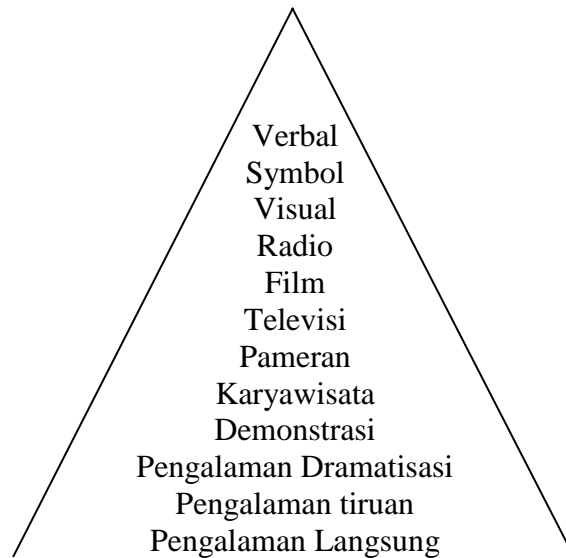 Verbal
Symbol
Visual
Radio
Film
Televisi
Pameran
Karyawisata
Demonstrasi
Pengalaman Dramatisasi
Pengalaman tiruan
Pengalaman Langsung